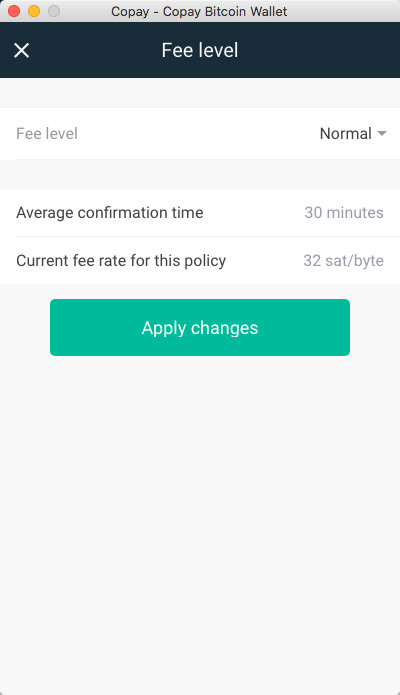 Copay - Copay Bitcoin Wallet
Fee level
Fee level Normal
Average confirmation time 30 minutes
Current fee rate for this policy 32 sat/byte
Apply changes